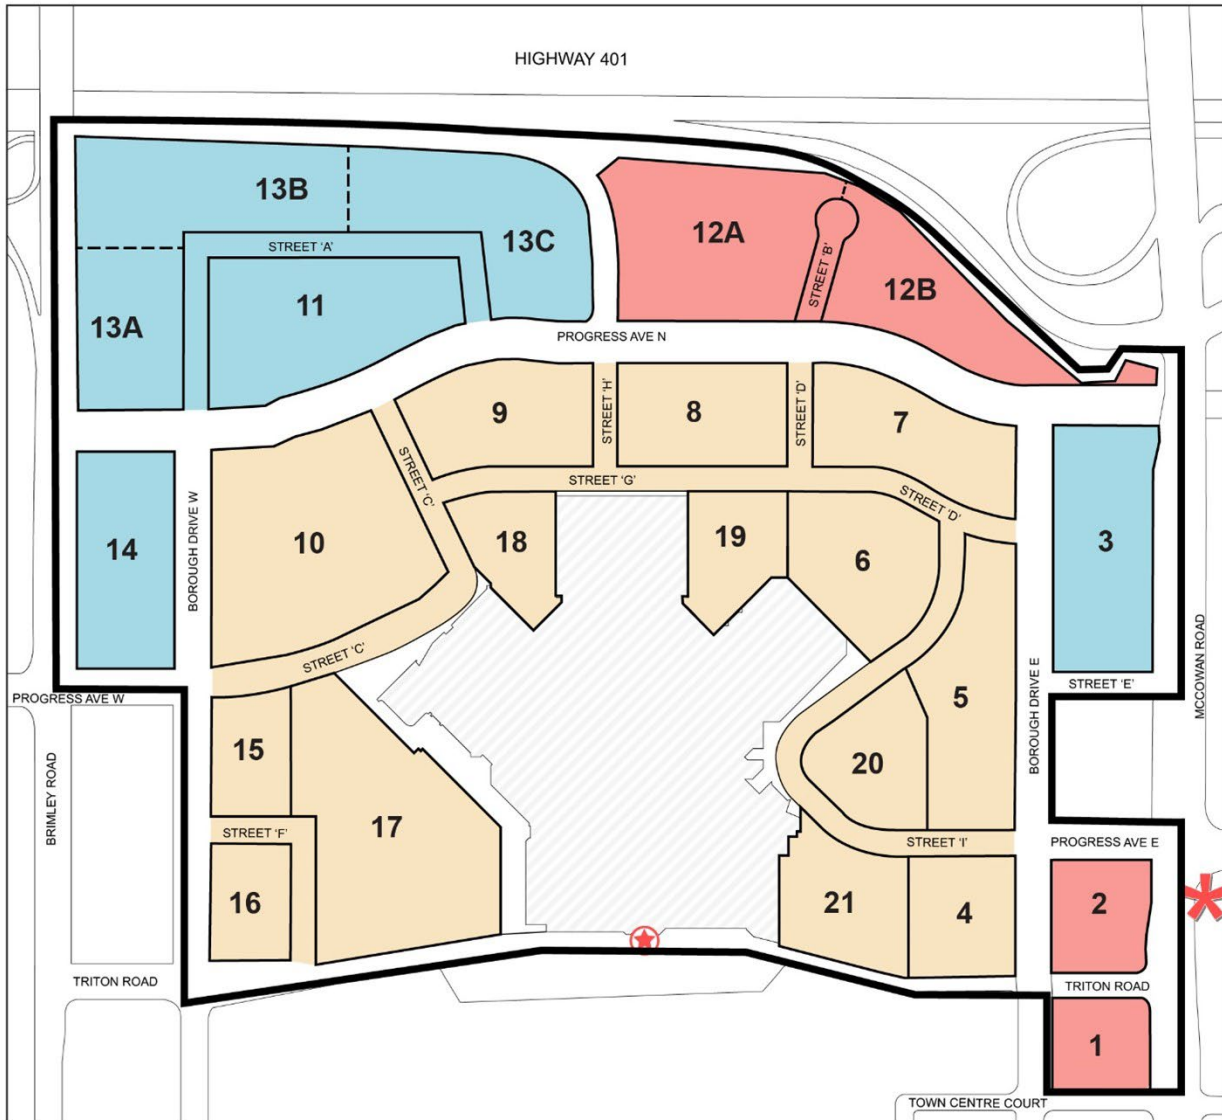 HIGHWAY 401
13B
13C
12A
STREET 'A'
STREET 'B'
12B
11
13A
PROGRESS AVE N
9
STREET 'H'
8
STREET 'D'
7
STREET 'C'
STREET 'G'
STREET 'D'
14
BOROUGH DRIVE W
10
18
19
6
3
STREET 'C'
MCCOWAN ROAD
STREET 'E'
PROGRESS AVE W
5
BOROUGH DRIVE E
15
20
BRIMLEY ROAD
17
STREET 'F'
STREET 'I'
PROGRESS AVE E
16
21
4
2
TRITON ROAD
TRITON ROAD
1
TOWN CENTRE COURT